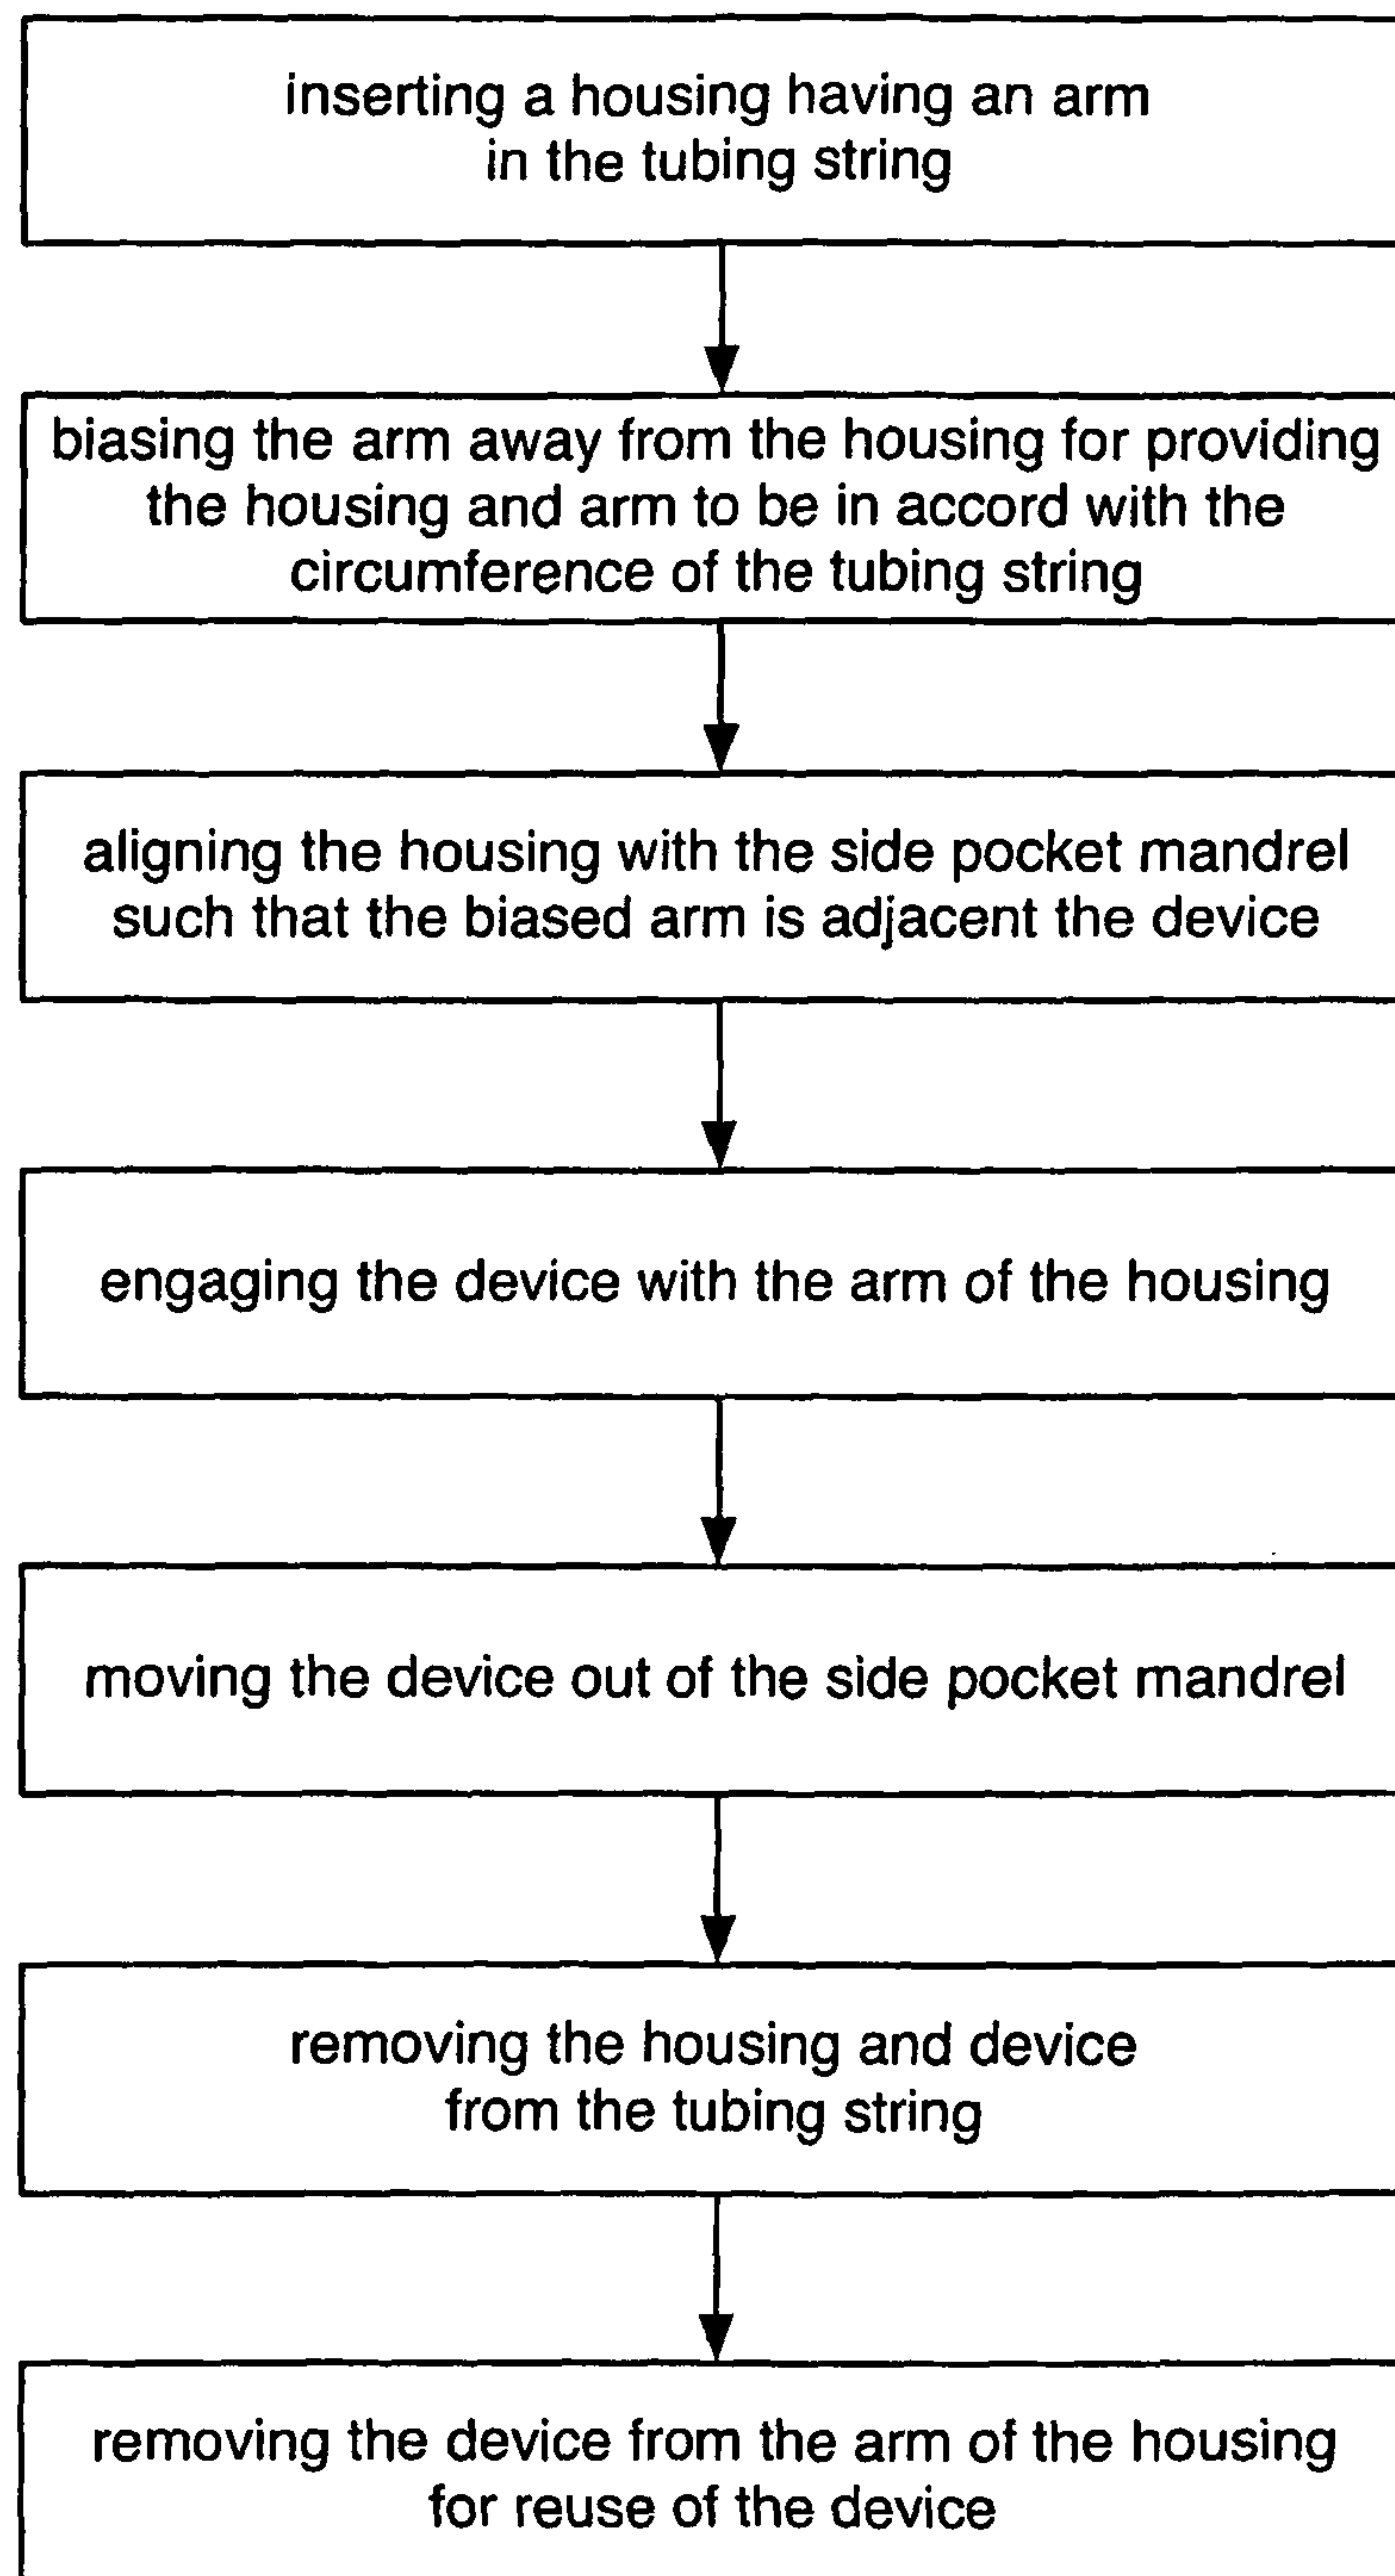 inserting a housing having an arm
in the tubing string
biasing the arm away from the housing for providing
the housing and arm to be in accord with the
circumference of the tubing string
aligning the housing with the side pocket mandrel
such that the biased arm is adjacent the device
engaging the device with the arm of the housing
moving the device out of the side pocket mandrel
removing the housing and device
from the tubing string
removing the device from the arm of the housing
for reuse of the device